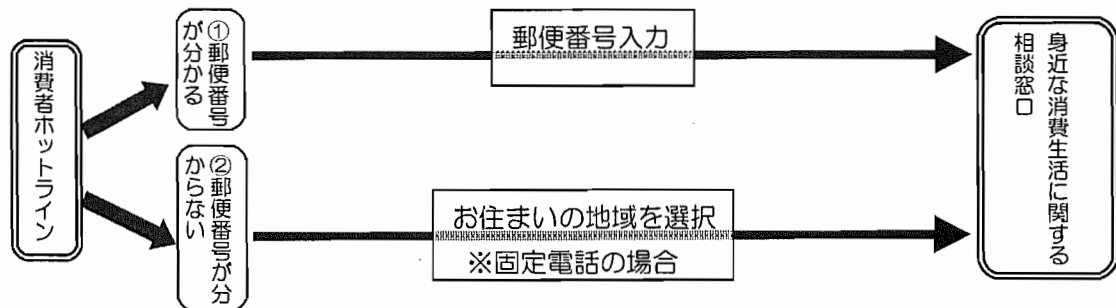 消費者ホットライン
①郵便番号
が分かる
郵便番号入力
②郵便番号が分
からない
お住まいの地域を選択
※固定電話の場合
身近な消費生活に関する
相談窓口